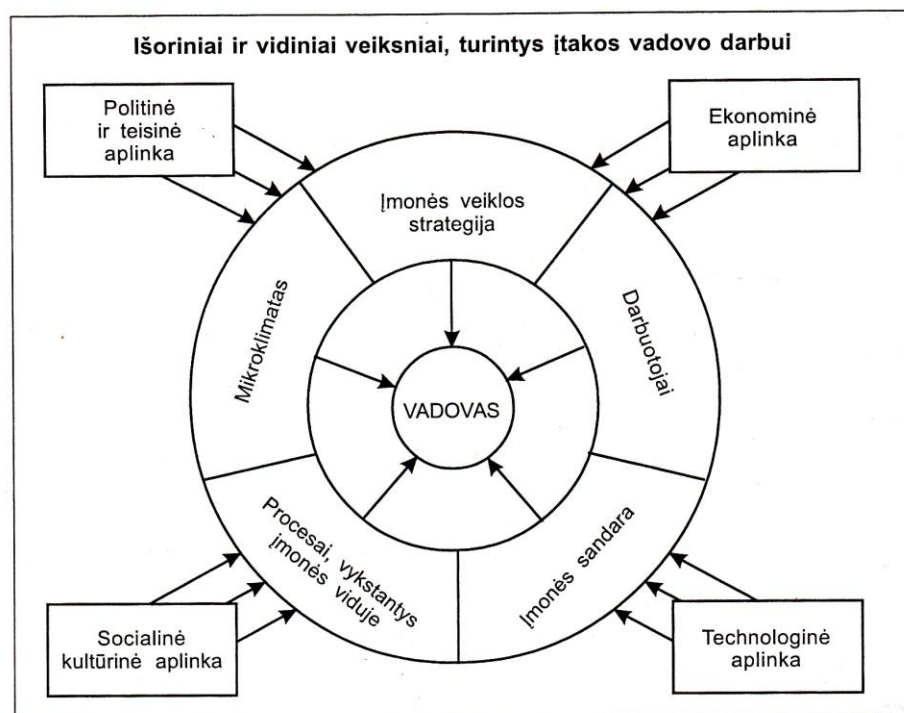 Išoriniai ir vidiniai veiksniai, turintys įtakos vadovo darbui
Politinė
ir teisinė
aplinka
Ekonominė
aplinka
Įmonės veiklos
strategija
Mikroklimatas
Darbuotojai
VADOVAS
Procesai, vykstantys
įmonės viduje
Įmonės sandara
Socialinė
kultūrinė aplinka
Technologinė
aplinka